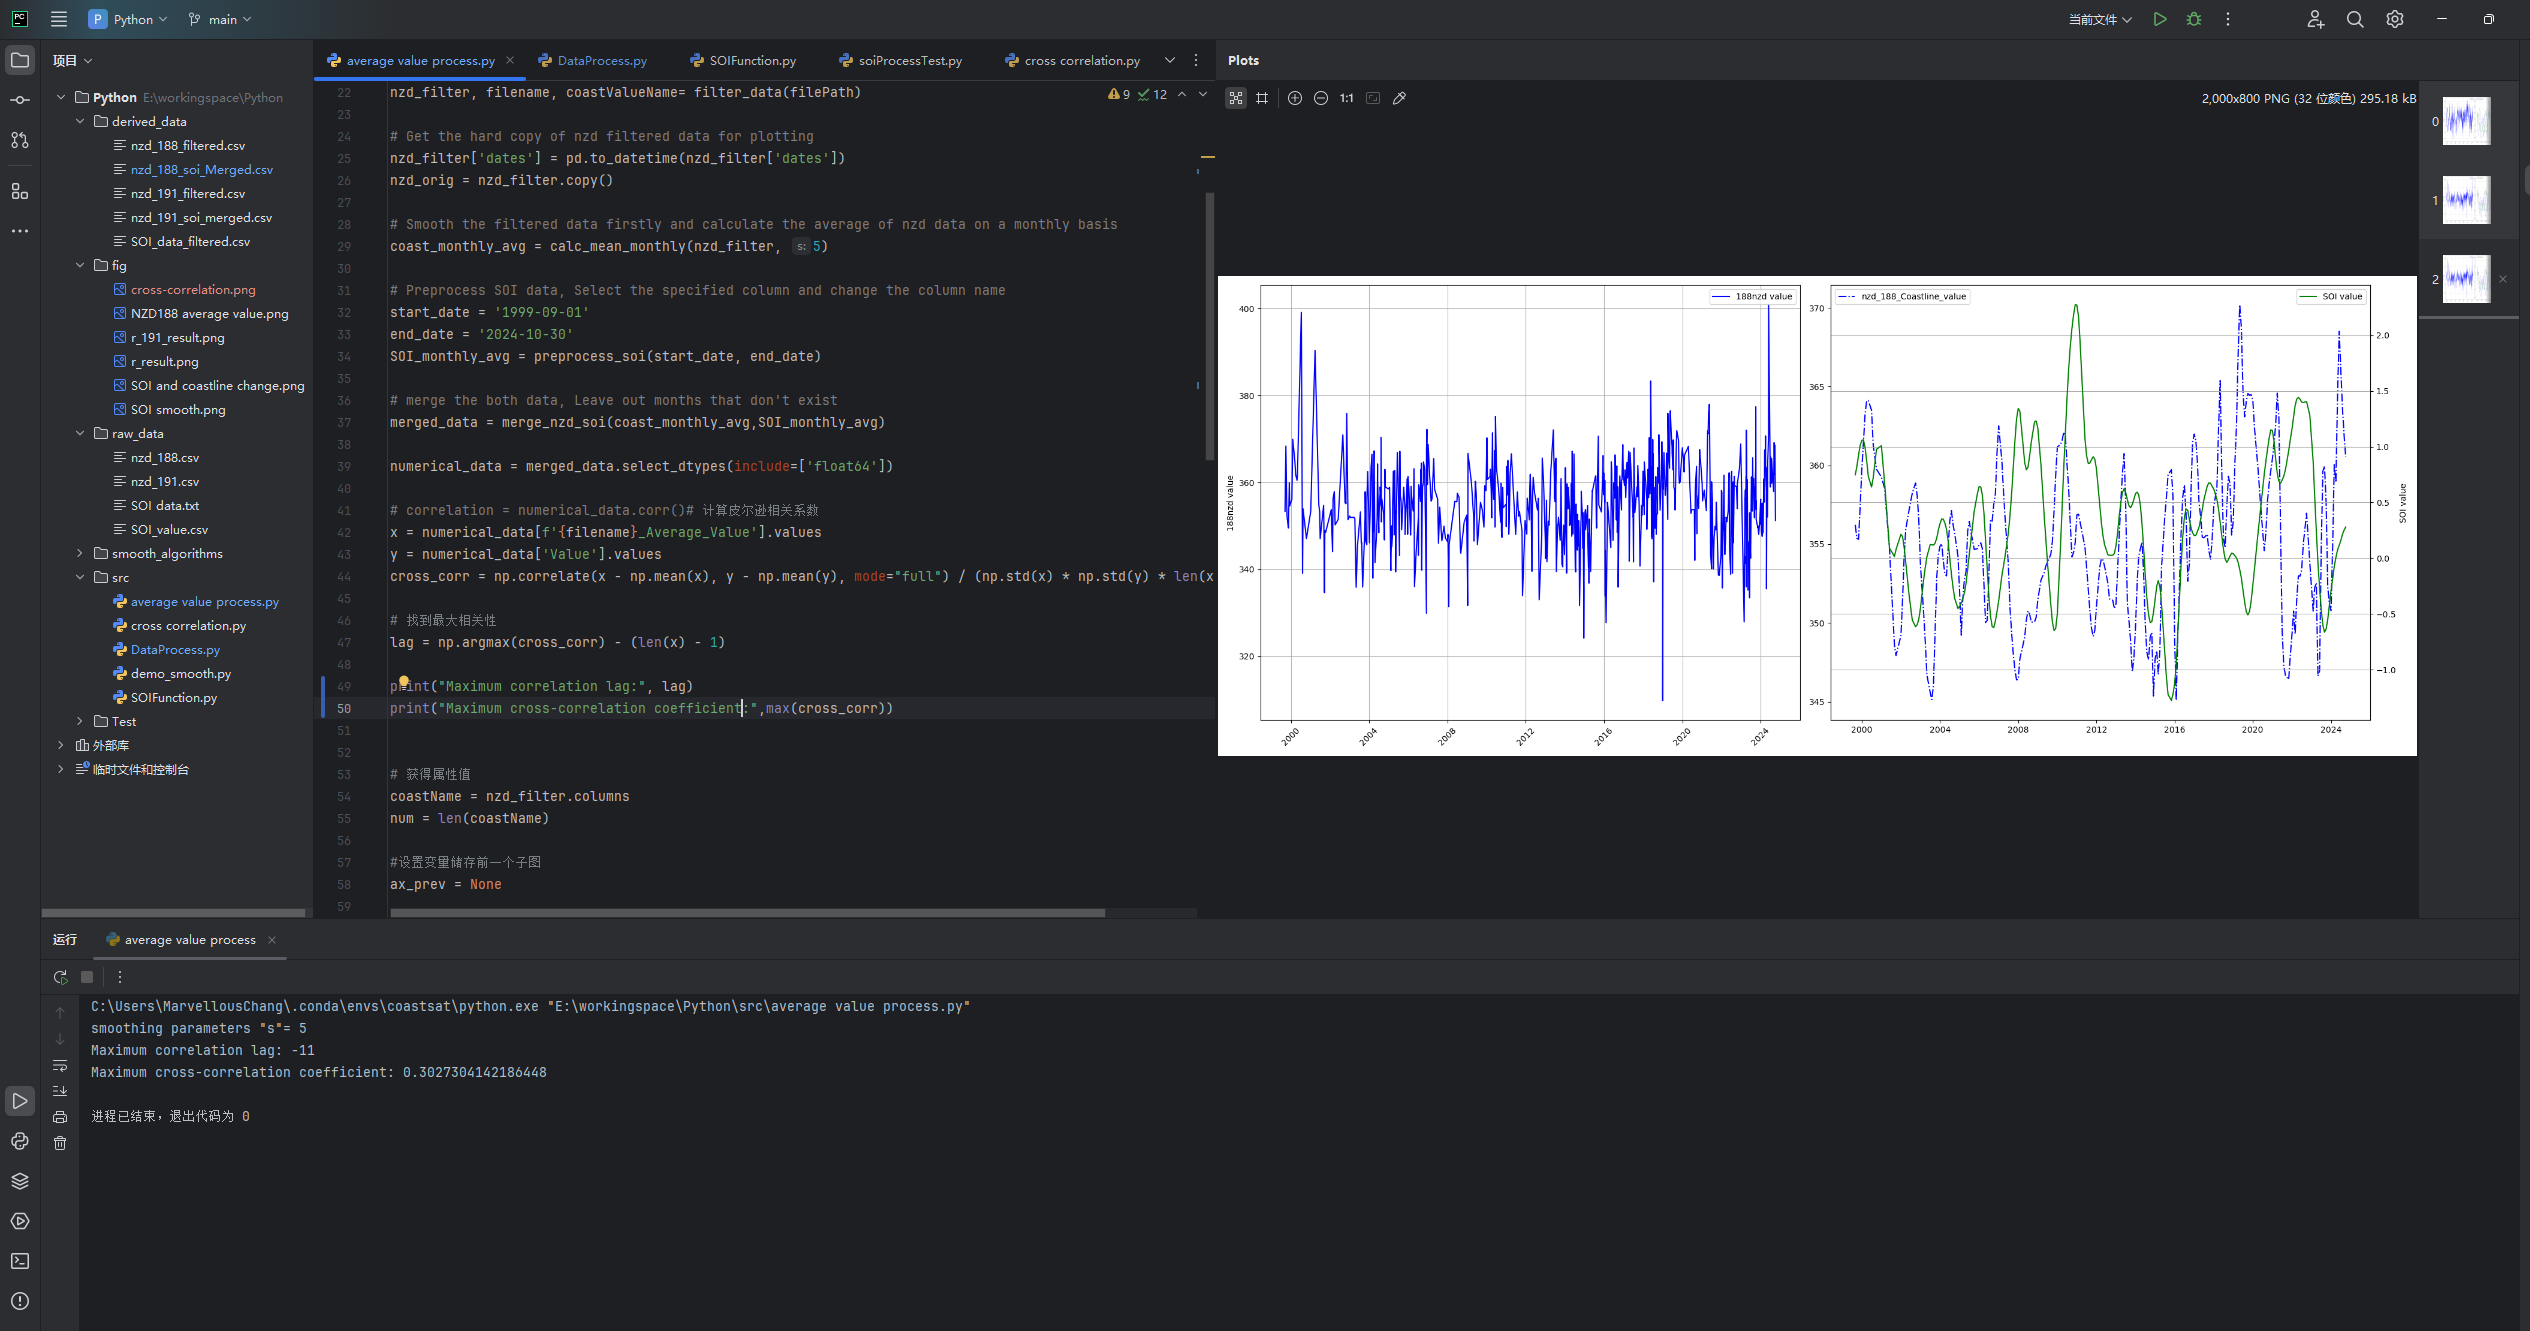 PC
P Python
main
当前文件
项目
Python E:\workingspace\Python
derived_data
nzd_188_filtered.csv
nzd_188_soi_Merged.csv
nzd_191_filtered.csv
nzd_191_soi_merged.csv
SOI_data_filtered.csv
fig
cross-correlation.png
NZD188 average value.png
r_191_result.png
r_result.png
SOI and coastline change.png
SOI smooth.png
raw_data
nzd_188.csv
nzd_191.csv
SOI data.txt
SOI_value.csv
smooth_algorithms
src
average value process.py
cross correlation.py
DataProcess.py
demo_smooth.py
SOIFunction.py
Test
外部库
临时文件和控制台
average value process.py
DataProcess.py
SOIFunction.py
soiProcessTest.py
cross correlation.py
9 12
22 nzd_filter, filename, coastValueName= filter_data(filePath)
23
24 # Get the hard copy of nzd filtered data for plotting
25 nzd_filter['dates'] = pd.to_datetime(nzd_filter['dates'])
26 nzd_orig = nzd_filter.copy()
27
28 # Smooth the filtered data firstly and calculate the average of nzd data on a monthly basis
29 coast_monthly_avg = calc_mean_monthly(nzd_filter, s: 5)
30
31 # Preprocess SOI data, Select the specified column and change the column name
32 start_date = '1999-09-01'
33 end_date = '2024-10-30'
34 SOI_monthly_avg = preprocess_soi(start_date, end_date)
35
36 # merge the both data, Leave out months that don't exist
37 merged_data = merge_nzd_soi(coast_monthly_avg,SOI_monthly_avg)
38
39 numerical_data = merged_data.select_dtypes(include=['float64'])
40
41 # correlation = numerical_data.corr()# 计算皮尔逊相关系数
42 x = numerical_data[f'{filename}_Average_Value'].values
43 y = numerical_data['Value'].values
44 cross_corr = np.correlate(x - np.mean(x), y - np.mean(y), mode="full") / (np.std(x) * np.std(y) * len(x
45
46 # 找到最大相关性
47 lag = np.argmax(cross_corr) - (len(x) - 1)
48
49 print("Maximum correlation lag:", lag)
50 print("Maximum cross-correlation coefficient:",max(cross_corr))
51
52
53 # 获得属性值
54 coastName = nzd_filter.columns
55 num = len(coastName)
56
57 #设置变量储存前一个子图
58 ax_prev = None
59
Plots
1:1
2,000x800 PNG (32 位颜色) 295.18 kB
0
1
2
188nzd value
188nzd value
400
380
360
340
320
2000 2004 2008 2012 2016 2020 2024
nzd_188_Coastline_value
SOI value
370
365
360
355
350
345
2.0
1.5
1.0
0.5
0.0
−0.5
−1.0
SOI value
2000 2004 2008 2012 2016 2020 2024
运行
average value process
C:\Users\MarvellousChang\.conda\envs\coastsat\python.exe "E:\workingspace\Python\src\average value process.py"
smoothing parameters "s"= 5
Maximum correlation lag: -11
Maximum cross-correlation coefficient: 0.3027304142186448
进程已结束，退出代码为 0